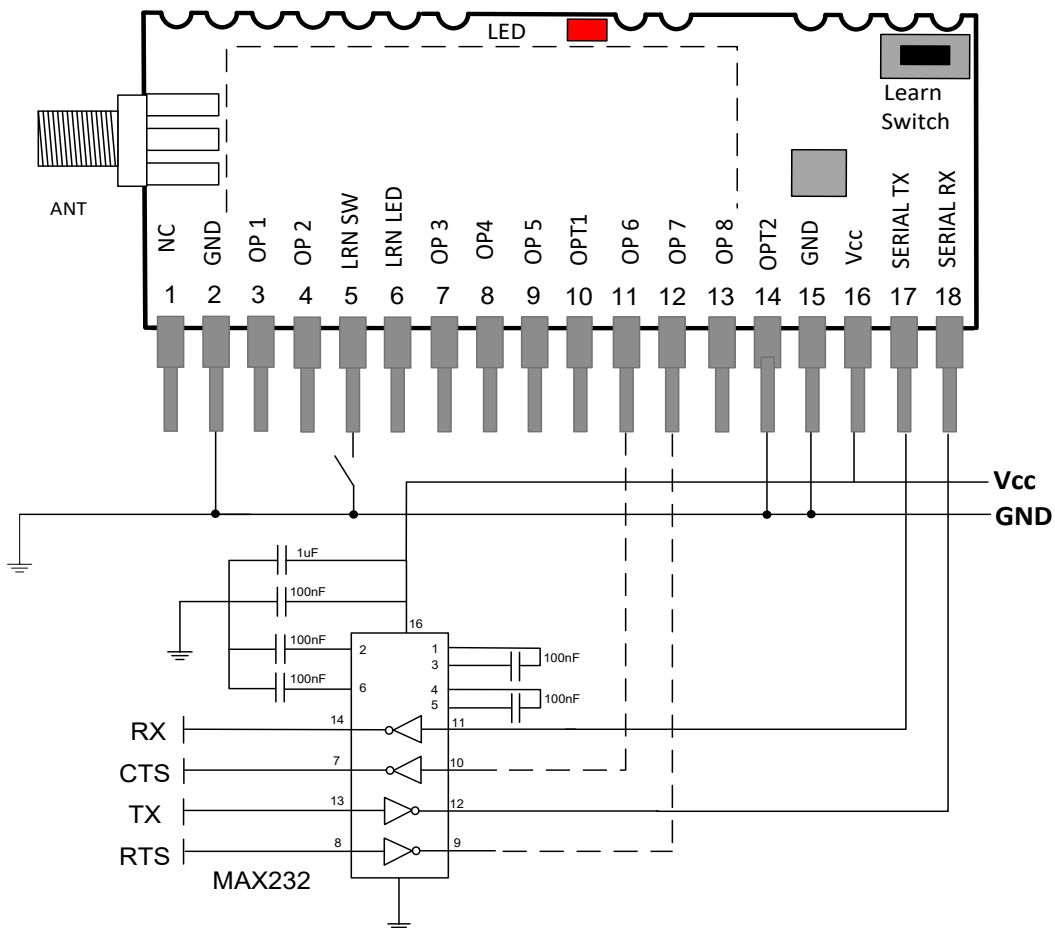 LED
Learn
Switch
ANT
NC
GND
OP 1
OP 2
LRN SW
LRN LED
OP 3
OP4
OP 5
OPT1
OP 6
OP 7
OP 8
OPT2
GND
Vcc
SERIAL TX
SERIAL RX
1 2 3 4 5 6 7 8 9 10 11 12 13 14 15 16 17 18
Vcc
GND
1uF
100nF
16
100nF
2
1
3
100nF
100nF
6
4
5
100nF
RX
14
11
CTS
7
10
TX
13
12
RTS
8
9
MAX232